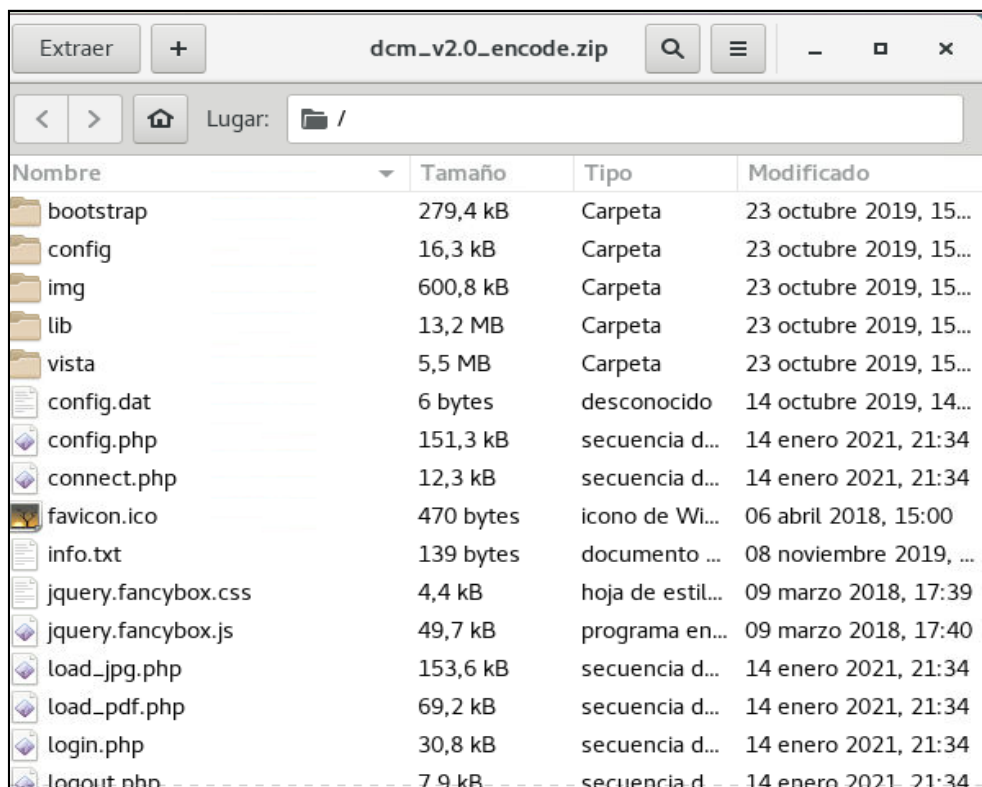 Extraer + dcm_v2.0_encode.zip
Lugar: /
Nombre Tamaño Tipo Modificado
bootstrap 279,4 kB Carpeta 23 octubre 2019, 15...
config 16,3 kB Carpeta 23 octubre 2019, 15...
img 600,8 kB Carpeta 23 octubre 2019, 15...
lib 13,2 MB Carpeta 23 octubre 2019, 15...
vista 5,5 MB Carpeta 23 octubre 2019, 15...
config.dat 6 bytes desconocido 14 octubre 2019, 14...
config.php 151,3 kB secuencia d... 14 enero 2021, 21:34
connect.php 12,3 kB secuencia d... 14 enero 2021, 21:34
favicon.ico 470 bytes icono de Wi... 06 abril 2018, 15:00
info.txt 139 bytes documento ... 08 noviembre 2019, ...
jquery.fancybox.css 4,4 kB hoja de estil... 09 marzo 2018, 17:39
jquery.fancybox.js 49,7 kB programa en... 09 marzo 2018, 17:40
load_jpg.php 153,6 kB secuencia d... 14 enero 2021, 21:34
load_pdf.php 69,2 kB secuencia d... 14 enero 2021, 21:34
login.php 30,8 kB secuencia d... 14 enero 2021, 21:34
logout.php 7,9 kB secuencia d... 14 enero 2021, 21:34